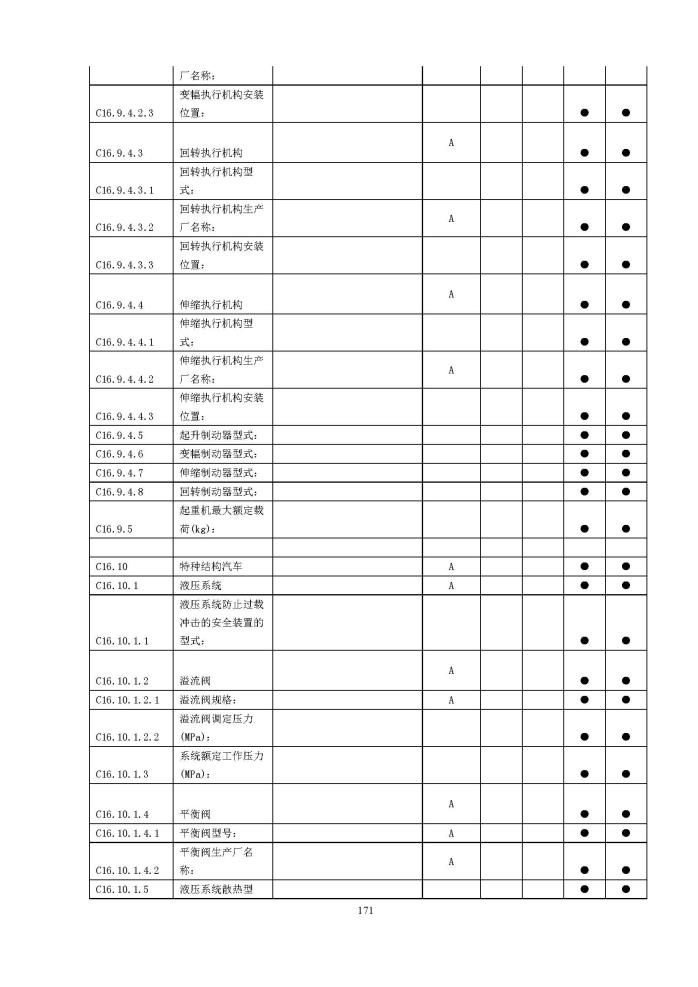 厂名称：
变幅执行机构安装
C16.9.4.2.3 位置： ● ●
A
C16.9.4.3 回转执行机构 ● ●
回转执行机构型
C16.9.4.3.1 式： ● ●
回转执行机构生产
A
C16.9.4.3.2 厂名称： ● ●
回转执行机构安装
C16.9.4.3.3 位置： ● ●
A
C16.9.4.4 伸缩执行机构 ● ●
伸缩执行机构型
C16.9.4.4.1 式： ● ●
伸缩执行机构生产
A
C16.9.4.4.2 厂名称： ● ●
伸缩执行机构安装
C16.9.4.4.3 位置： ● ●
C16.9.4.5 起升制动器型式： ● ●
C16.9.4.6 变幅制动器型式： ● ●
C16.9.4.7 伸缩制动器型式： ● ●
C16.9.4.8 回转制动器型式： ● ●
起重机最大额定载
C16.9.5 荷(kg)： ● ●
C16.10 特种结构汽车 A ● ●
C16.10.1 液压系统 A ● ●
液压系统防止过载
冲击的安全装置的
C16.10.1.1 型式： ● ●
A
C16.10.1.2 溢流阀 ● ●
C16.10.1.2.1 溢流阀规格： A ● ●
溢流阀调定压力
C16.10.1.2.2 (MPa)： ● ●
系统额定工作压力
C16.10.1.3 (MPa)： ● ●
A
C16.10.1.4 平衡阀 ● ●
C16.10.1.4.1 平衡阀型号： A ● ●
平衡阀生产厂名
A
C16.10.1.4.2 称： ● ●
C16.10.1.5 液压系统散热型 ● ●
171